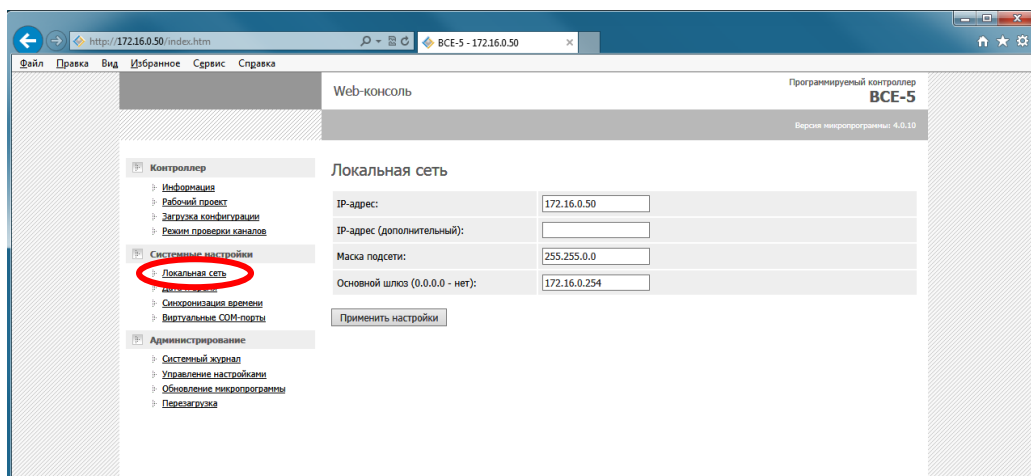 http://172.16.0.50/index.htm
BCE-5 - 172.16.0.50
Файл Правка Вид Избранное Сервис Справка
Web-консоль
Программируемый контроллер
BCE-5
Версия микропрограммы: 4.0.10
Контроллер
Информация
Рабочий проект
Загрузка конфигурации
Режим проверки каналов
Системные настройки
Локальная сеть
Синхронизация времени
Виртуальные COM-порты
Администрирование
Системный журнал
Управление настройками
Обновление микропрограммы
Перезагрузка
Локальная сеть
IP-адрес: 172.16.0.50
IP-адрес (дополнительный):
Маска подсети: 255.255.0.0
Основной шлюз (0.0.0.0 - нет): 172.16.0.254
Применить настройки